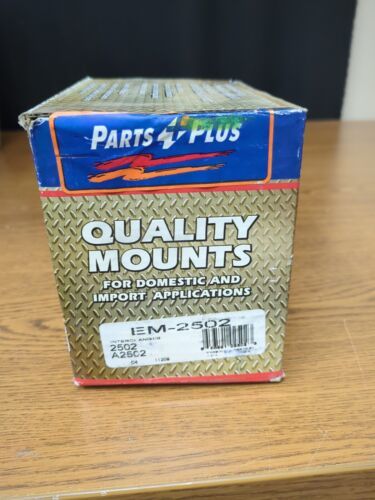 PARTS PLUS
QUALITY
MOUNTS
FOR DOMESTIC AND
IMPORT APPLICATIONS
EM-2502
INTERCHANGE
2502
A2502